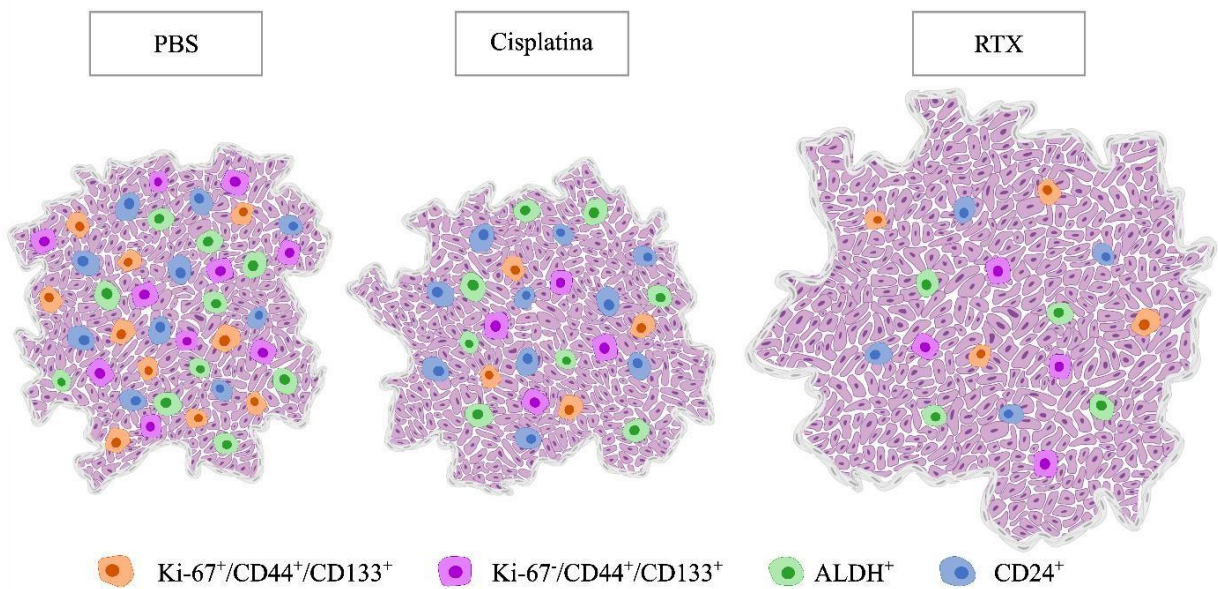 PBS
Cisplatina
RTX
Ki-67⁺/CD44⁺/CD133⁺
Ki-67⁻/CD44⁺/CD133⁺
ALDH⁺
CD24⁺